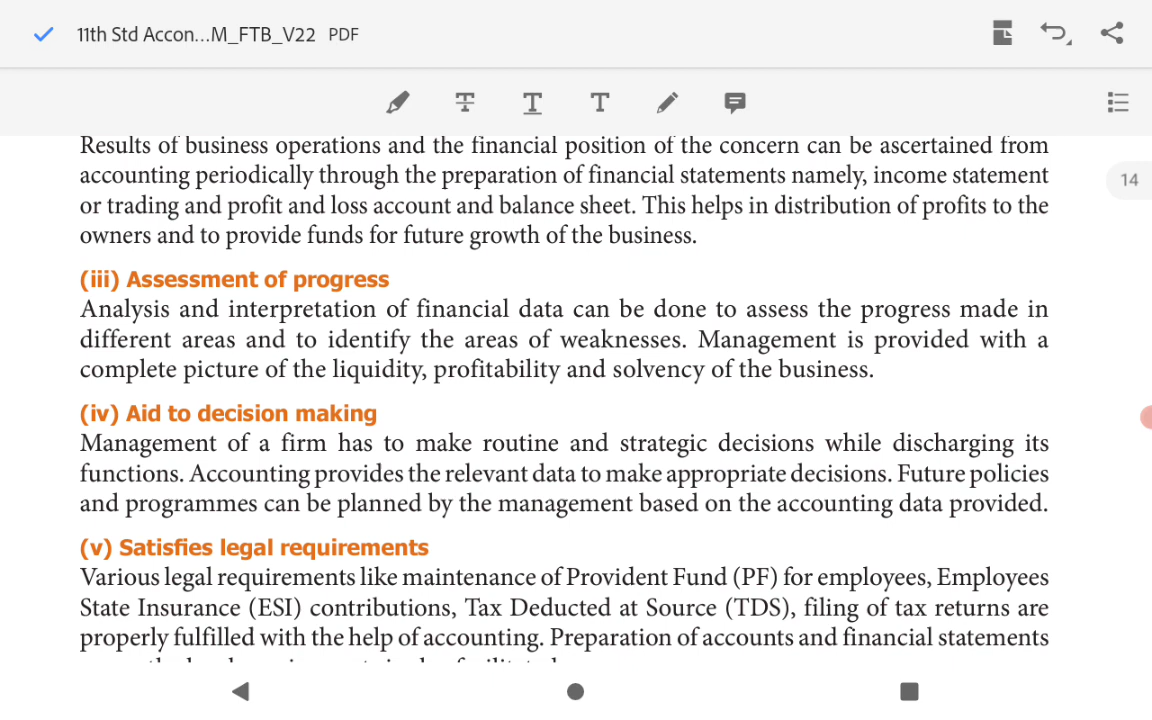 11th Std Accon...M_FTB_V22 PDF
Results of business operations and the financial position of the concern can be ascertained from
accounting periodically through the preparation of financial statements namely, income statement
or trading and profit and loss account and balance sheet. This helps in distribution of profits to the
owners and to provide funds for future growth of the business.
14
(iii) Assessment of progress
Analysis and interpretation of financial data can be done to assess the progress made in
different areas and to identify the areas of weaknesses. Management is provided with a
complete picture of the liquidity, profitability and solvency of the business.
(iv) Aid to decision making
Management of a firm has to make routine and strategic decisions while discharging its
functions. Accounting provides the relevant data to make appropriate decisions. Future policies
and programmes can be planned by the management based on the accounting data provided.
(v) Satisfies legal requirements
Various legal requirements like maintenance of Provident Fund (PF) for employees, Employees
State Insurance (ESI) contributions, Tax Deducted at Source (TDS), filing of tax returns are
properly fulfilled with the help of accounting. Preparation of accounts and financial statements